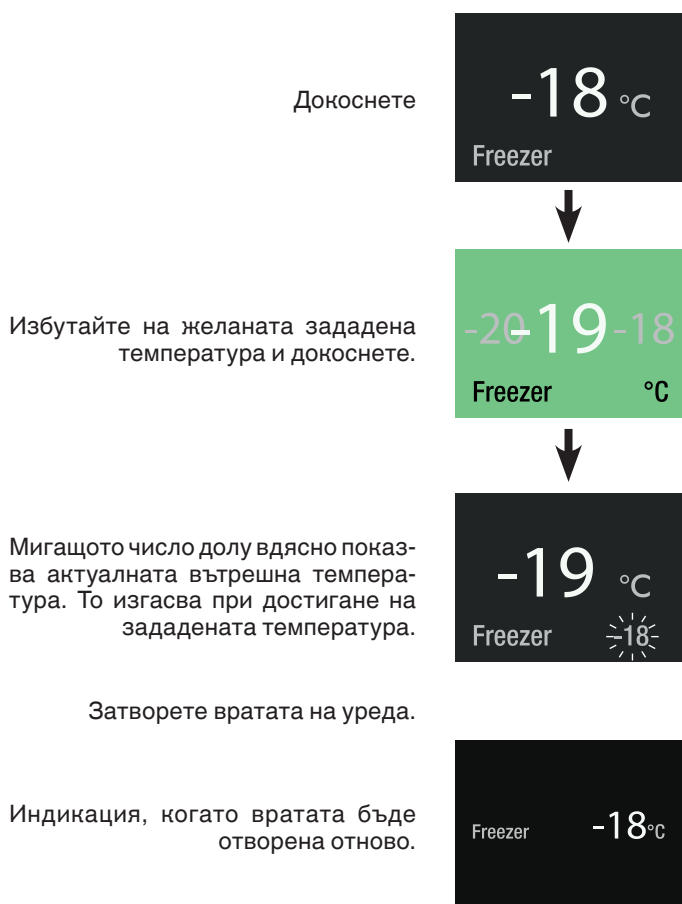 Докоснете
-18 °C
Freezer
Избутайте на желаната зададена
температура и докоснете.
-20 -19 -18
Freezer °C
Мигащото число долу вдясно показ-
ва актуалната вътрешна темпера-
тура. То изгасва при достигане на
зададената температура.
-19 °C
Freezer -18
Затворете вратата на уреда.
Индикация, когато вратата бъде
отворена отново.
Freezer -18°C